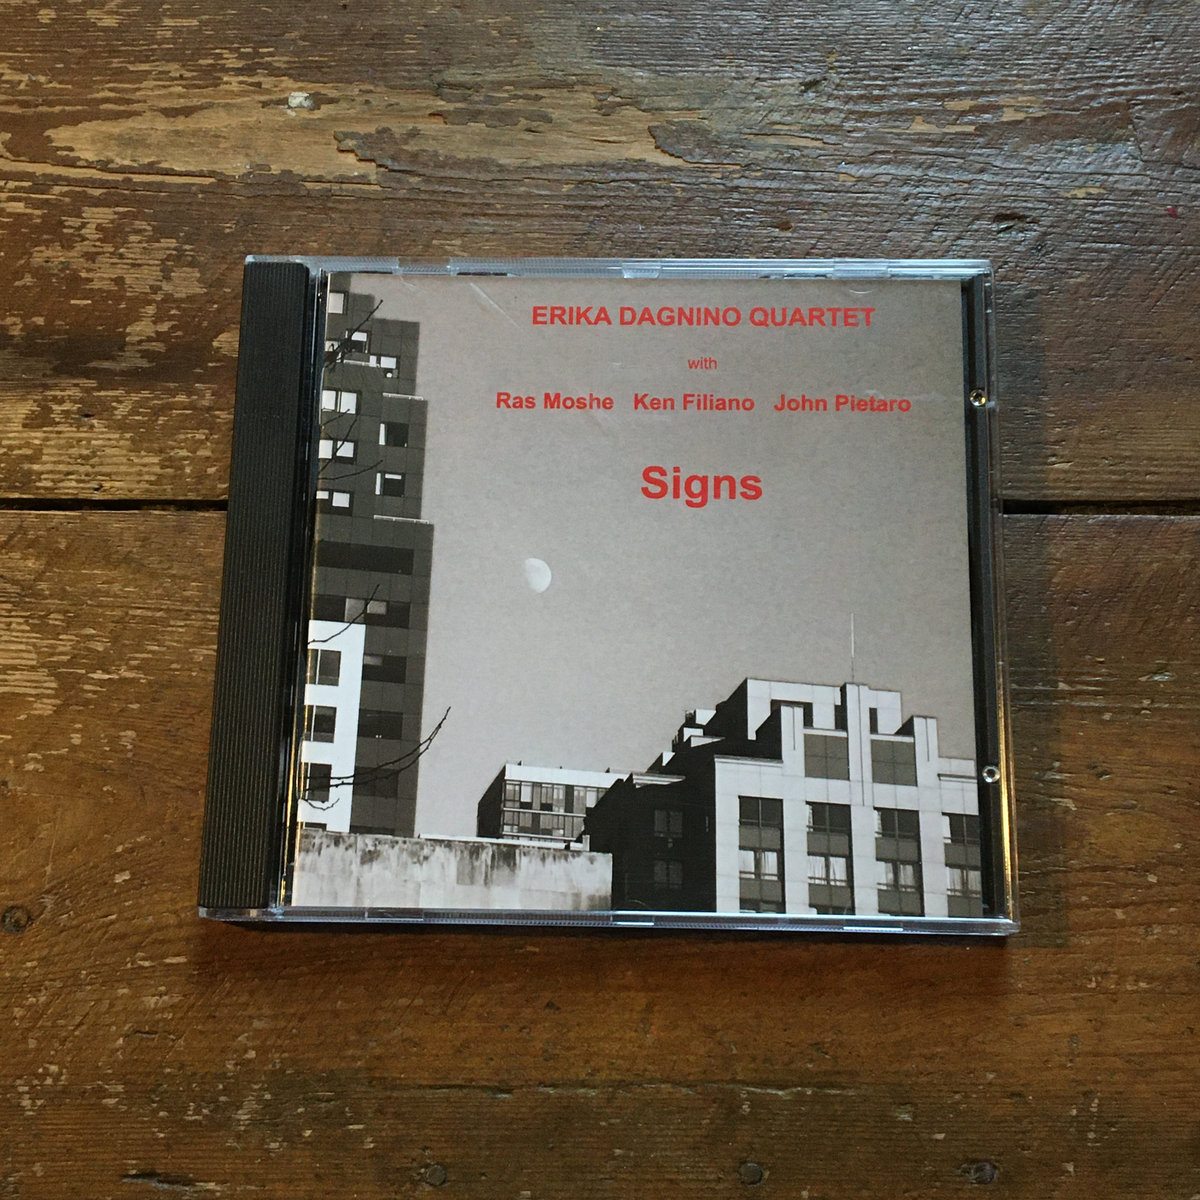 ERIKA DAGNINO QUARTET
with
Ras Moshe Ken Filiano John Pietaro
Signs